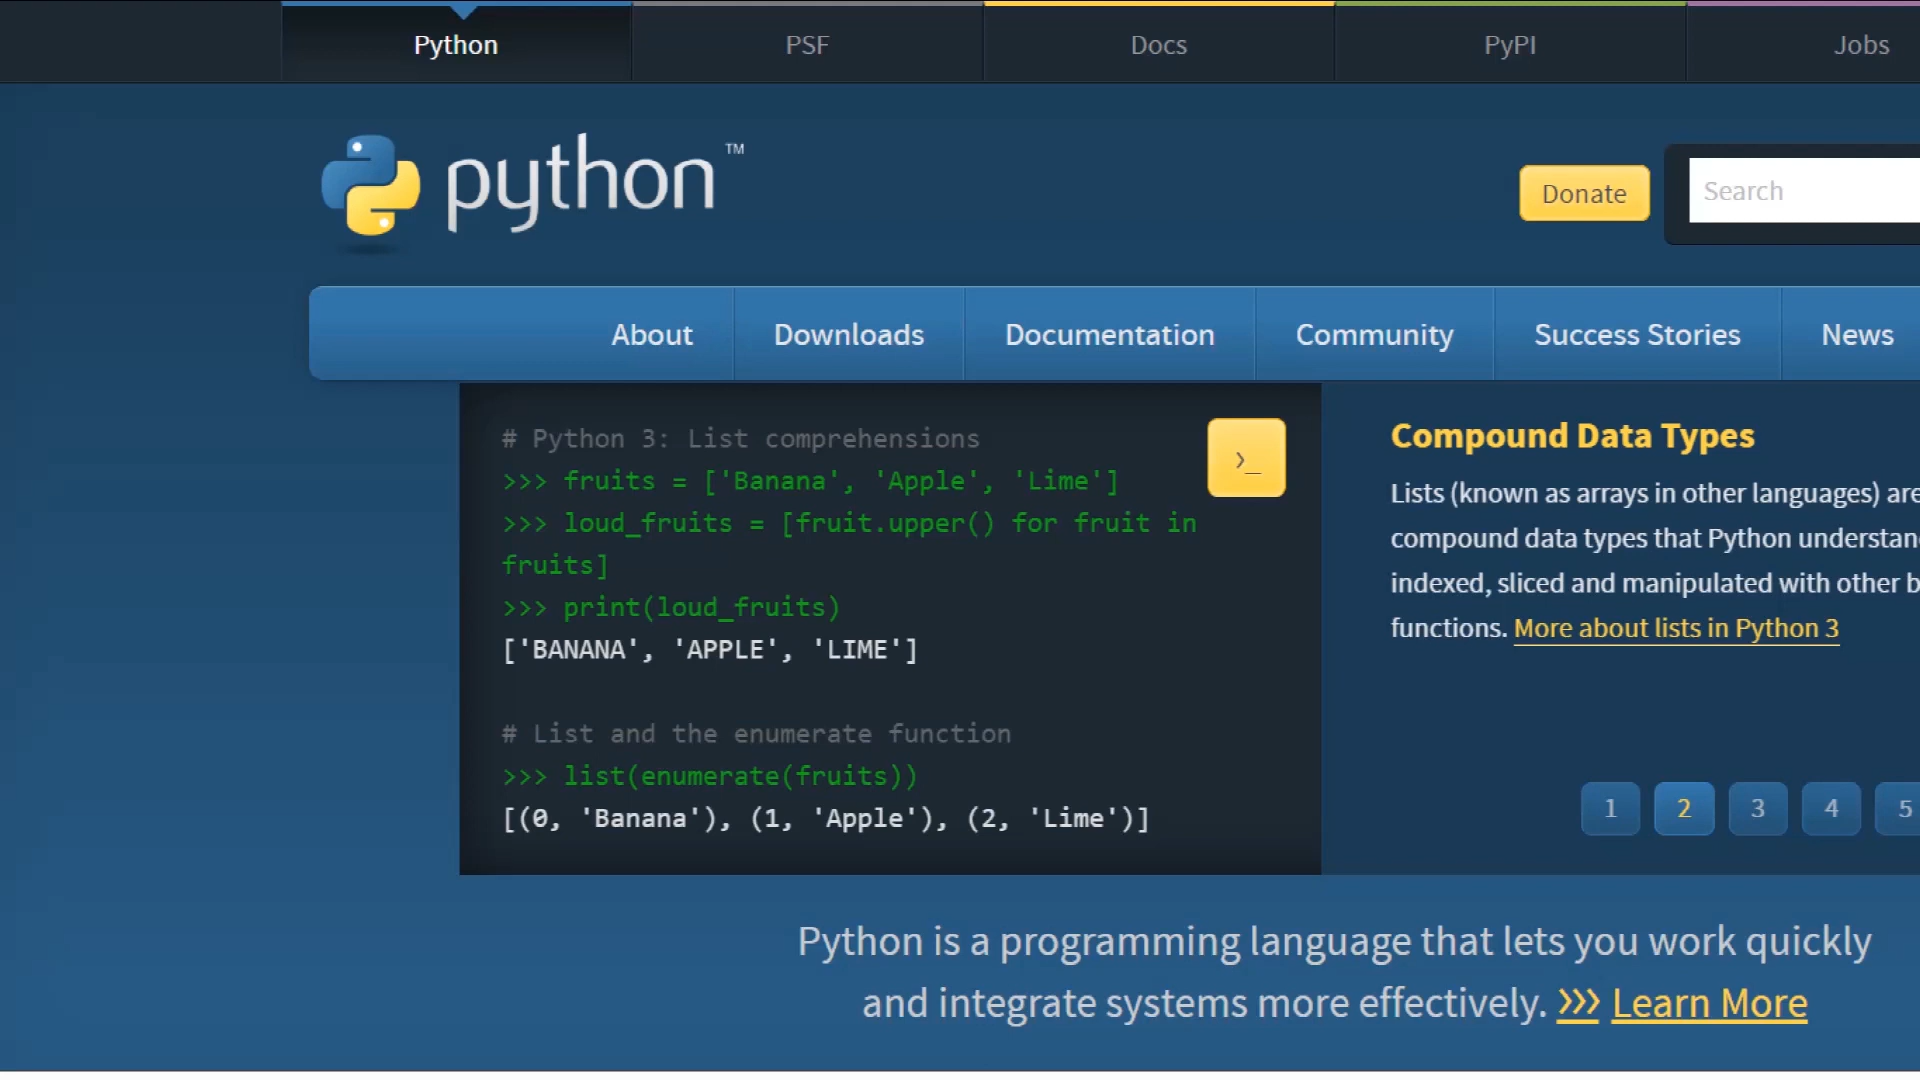 Python PSF Docs PyPI Jobs
python™
Donate Search
About Downloads Documentation Community Success Stories News
# Python 3: List comprehensions
>>> fruits = ['Banana', 'Apple', 'Lime']
>>> loud_fruits = [fruit.upper() for fruit in
fruits]
>>> print(loud_fruits)
['BANANA', 'APPLE', 'LIME']
# List and the enumerate function
>>> list(enumerate(fruits))
[(0, 'Banana'), (1, 'Apple'), (2, 'Lime')]
>_
Compound Data Types
Lists (known as arrays in other languages) are
compound data types that Python
indexed, sliced and manipulated with other
functions. More about lists in Python 3
1 2 3 4 5
Python is a programming language that lets you work quickly
and integrate systems more effectively. >>> Learn More